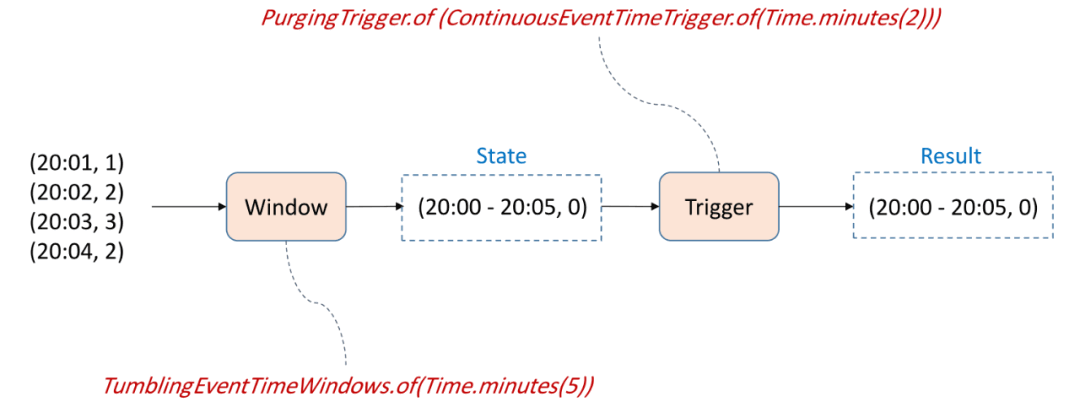 PurgingTrigger.of (ContinuousEventTimeTrigger.of(Time.minutes(2)))
(20:01, 1)
(20:02, 2)
(20:03, 3)
(20:04, 2)
Window
State
(20:00 - 20:05, 0)
Trigger
Result
(20:00 - 20:05, 0)
TumblingEventTimeWindows.of(Time.minutes(5))